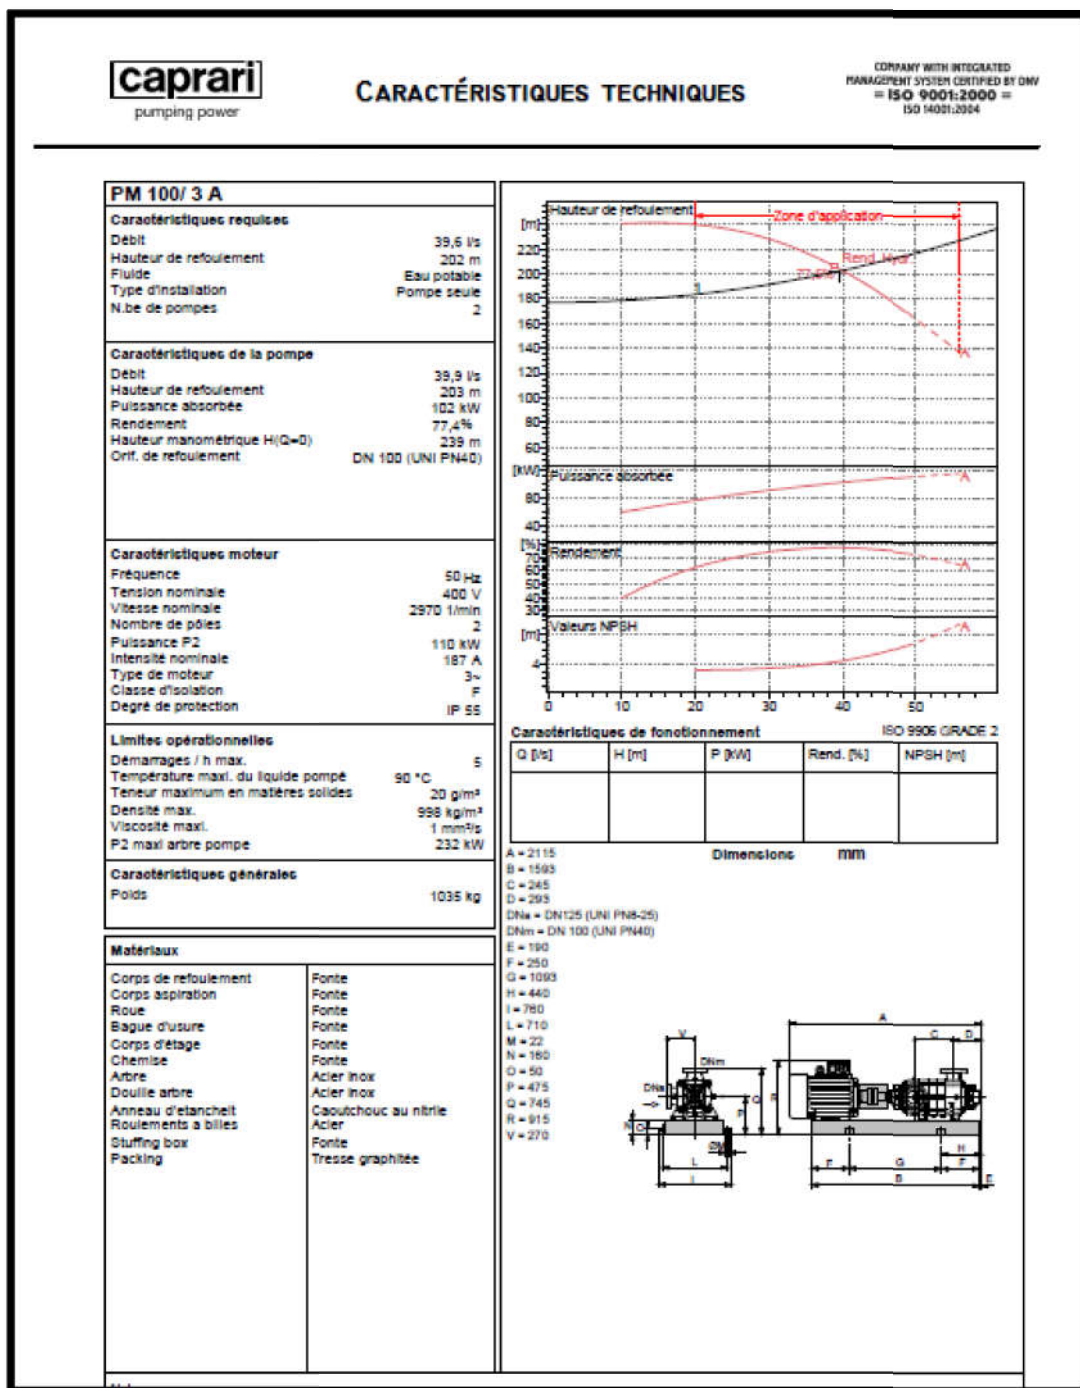 caprari
pumping power
CARACTÉRISTIQUES TECHNIQUES
COMPANY WITH INTEGRATED
MANAGEMENT SYSTEM CERTIFIED BY DNV
= ISO 9001:2000 =
ISO 14001:2004
PM 100/ 3 A
Caractéristiques requises
Débit 39,6 l/s
Hauteur de refoulement 202 m
Fluide Eau potable
Type d'installation Pompe seule
N.be de pompes 2
Caractéristiques de la pompe
Débit 39,9 l/s
Hauteur de refoulement 203 m
Puissance absorbée 102 kW
Rendement 77,4%
Hauteur manométrique H(Q=0) 239 m
Orif. de refoulement DN 100 (UNI PN40)
Caractéristiques moteur
Fréquence 50 Hz
Tension nominale 400 V
Vitesse nominale 2970 1/min
Nombre de pôles 2
Puissance P2 110 kW
Intensité nominale 187 A
Type de moteur 3~
Classe d'isolation F
Degré de protection IP 55
Limites opérationnelles
Démarrages / h max. 5
Température maxi. du liquide pompé 90 °C
Teneur maximum en matières solides 20 g/m³
Densité max. 998 kg/m³
Viscosité maxi. 1 mm²/s
P2 maxi arbre pompe 232 kW
Caractéristiques générales
Poids 1035 kg
Matériaux
Corps de refoulement Fonte
Corps aspiration Fonte
Roue Fonte
Bague d'usure Fonte
Corps d'étage Fonte
Chemise Fonte
Arbre Acier inox
Douille arbre Acier inox
Anneau d'etancheit Caoutchouc au nitrile
Roulements a billes Acier
Stuffing box Fonte
Packing Tresse graphitée
[m] Hauteur de refoulement Zone d'application
220
200 77,5% Rend. Hydr
180 1
160
140 A
120
100
80
60
[kW] Puissance absorbée A
80
40
[%] Rendement
70
60 A
50
40
30
[m] Valeurs NPSH A
4
0 10 20 30 40 50
Caractéristiques de fonctionnement ISO 9906 GRADE 2
Q [l/s] H [m] P [kW] Rend. [%] NPSH [m]
Dimensions mm
A = 2115
B = 1593
C = 245
D = 293
DNa = DN125 (UNI PN8-25)
DNm = DN 100 (UNI PN40)
E = 190
F = 250
G = 1093
H = 440
I = 760
L = 710
M = 22
N = 160
O = 50
P = 475
Q = 745
R = 915
V = 270
A
V C D
DNm
DNa
R
Q
P
N O
ØM
H
L F G F
I B E